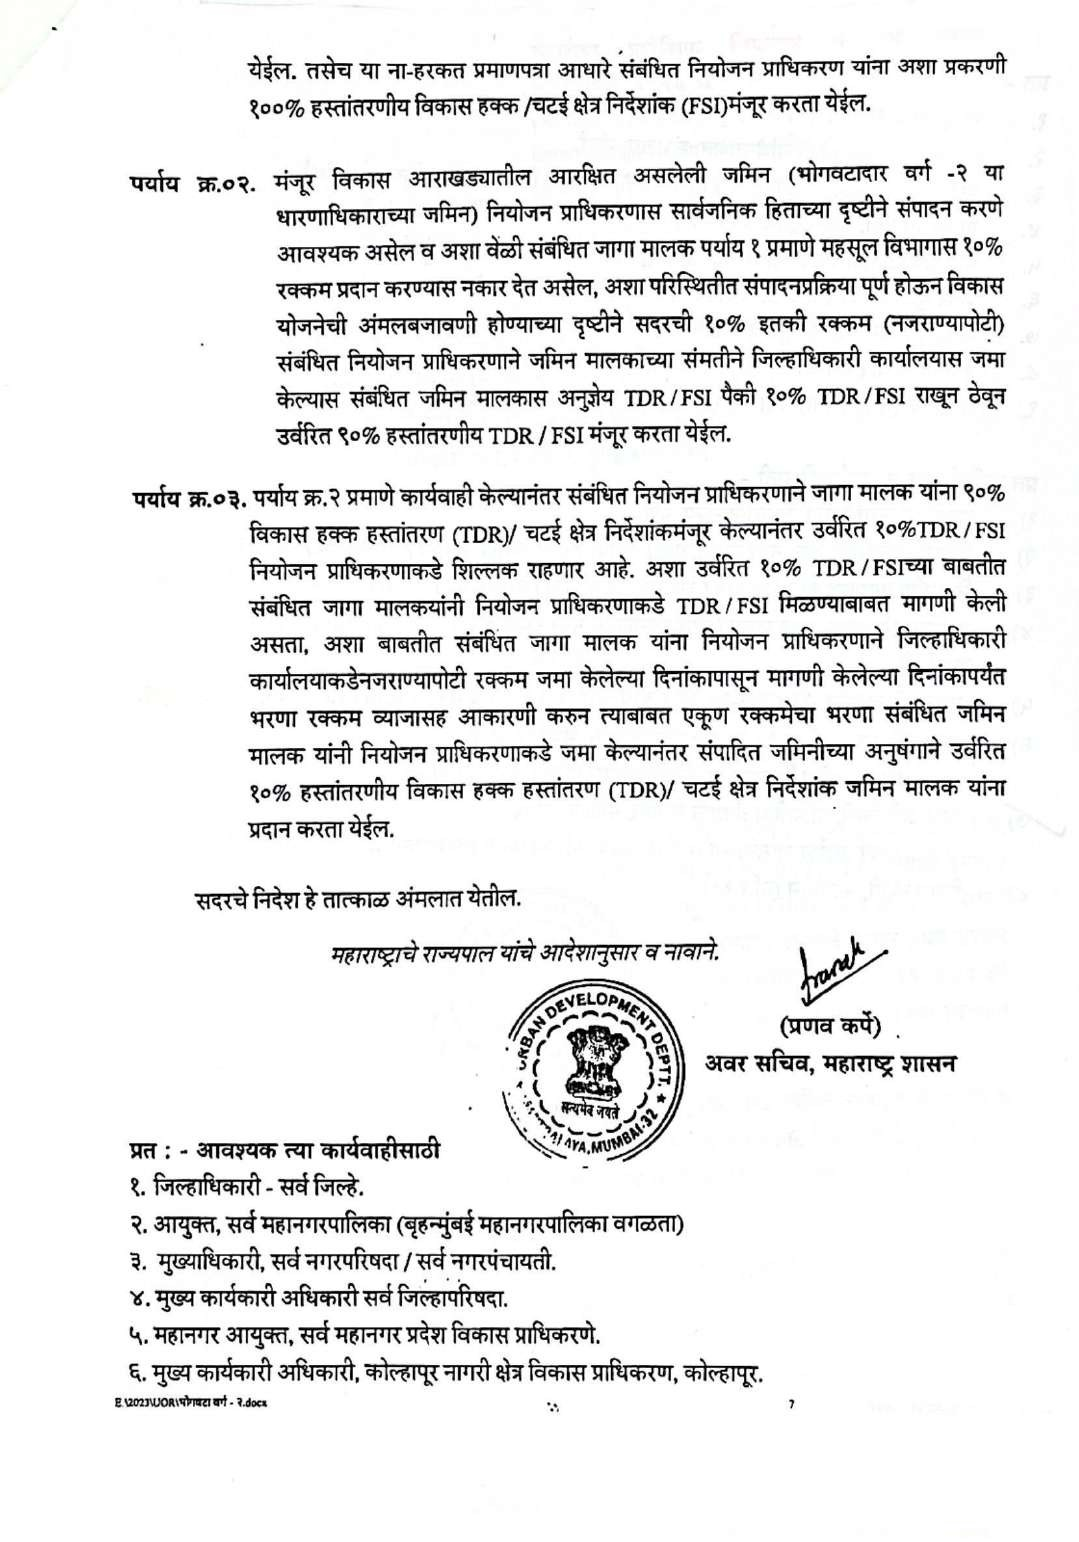 येईल. तसेच या ना-हरकत प्रमाणपत्रा आधारे संबंधित नियोजन प्राधिकरण यांना अशा प्रकरणी
१००% हस्तांतरणीय विकास हक्क /चटई क्षेत्र निर्देशांक (FSI)मंजूर करता येईल.
पर्याय क्र.०२. मंजूर विकास आराखड्यातील आरक्षित असलेली जमिन (भोगवटादार वर्ग -२ या
धारणाधिकाराच्या जमिन) नियोजन प्राधिकरणास सार्वजनिक हिताच्या दृष्टीने संपादन करणे
आवश्यक असेल व अशा वेळी संबंधित जागा मालक पर्याय १ प्रमाणे महसूल विभागास १०%
रक्कम प्रदान करण्यास नकार देत असेल, अशा परिस्थितीत संपादनप्रक्रिया पूर्ण होऊन विकास
योजनेची अंमलबजावणी होण्याच्या दृष्टीने सदरची १०% इतकी रक्कम (नजराण्यापोटी)
संबंधित नियोजन प्राधिकरणाने जमिन मालकाच्या संमतीने जिल्हाधिकारी कार्यालयास जमा
केल्यास संबंधित जमिन मालकास अनुज्ञेय TDR/FSI पैकी १०% TDR/FSI राखून ठेवून
उर्वरित ९०% हस्तांतरणीय TDR / FSI मंजूर करता येईल.
पर्याय क्र.०३. पर्याय क्र.२ प्रमाणे कार्यवाही केल्यानंतर संबंधित नियोजन प्राधिकरणाने जागा मालक यांना ९०%
विकास हक्क हस्तांतरण (TDR)/ चटई क्षेत्र निर्देशांकमंजूर केल्यानंतर उर्वरित १०%TDR/FSI
नियोजन प्राधिकरणाकडे शिल्लक राहणार आहे. अशा उर्वरित १०% TDR/FSIच्या बाबतीत
संबंधित जागा मालकयांनी नियोजन प्राधिकरणाकडे TDR/FSI मिळण्याबाबत मागणी केली
असता, अशा बाबतीत संबंधित जागा मालक यांना नियोजन प्राधिकरणाने जिल्हाधिकारी
कार्यालयाकडेनजराण्यापोटी रक्कम जमा केलेल्या दिनांकापासून मागणी केलेल्या दिनांकापर्यंत
भरणा रक्कम व्याजासह आकारणी करुन त्याबाबत एकूण रक्कमेचा भरणा संबंधित जमिन
मालक यांनी नियोजन प्राधिकरणाकडे जमा केल्यानंतर संपादित जमिनीच्या अनुषंगाने उर्वरित
१०% हस्तांतरणीय विकास हक्क हस्तांतरण (TDR)/ चटई क्षेत्र निर्देशांक जमिन मालक यांना
प्रदान करता येईल.
सदरचे निदेश हे तात्काळ अंमलात येतील.
महाराष्ट्राचे राज्यपाल यांचे आदेशानुसार व नावाने.
(प्रणव कर्पे)
अवर सचिव, महाराष्ट्र शासन
URBAN DEVELOPMENT DEPTT.
सत्यमेव जयते
MUMBAI-32
प्रत : - आवश्यक त्या कार्यवाहीसाठी
१. जिल्हाधिकारी - सर्व जिल्हे.
२. आयुक्त, सर्व महानगरपालिका (बृहन्मुंबई महानगरपालिका वगळता)
३. मुख्याधिकारी, सर्व नगरपरिषदा / सर्व नगरपंचायती.
४. मुख्य कार्यकारी अधिकारी सर्व जिल्हापरिषदा.
५. महानगर आयुक्त, सर्व महानगर प्रदेश विकास प्राधिकरणे.
६. मुख्य कार्यकारी अधिकारी, कोल्हापूर नागरी क्षेत्र विकास प्राधिकरण, कोल्हापूर.
E:\2023\UOR\भोगवटा वर्ग - २.docx
7